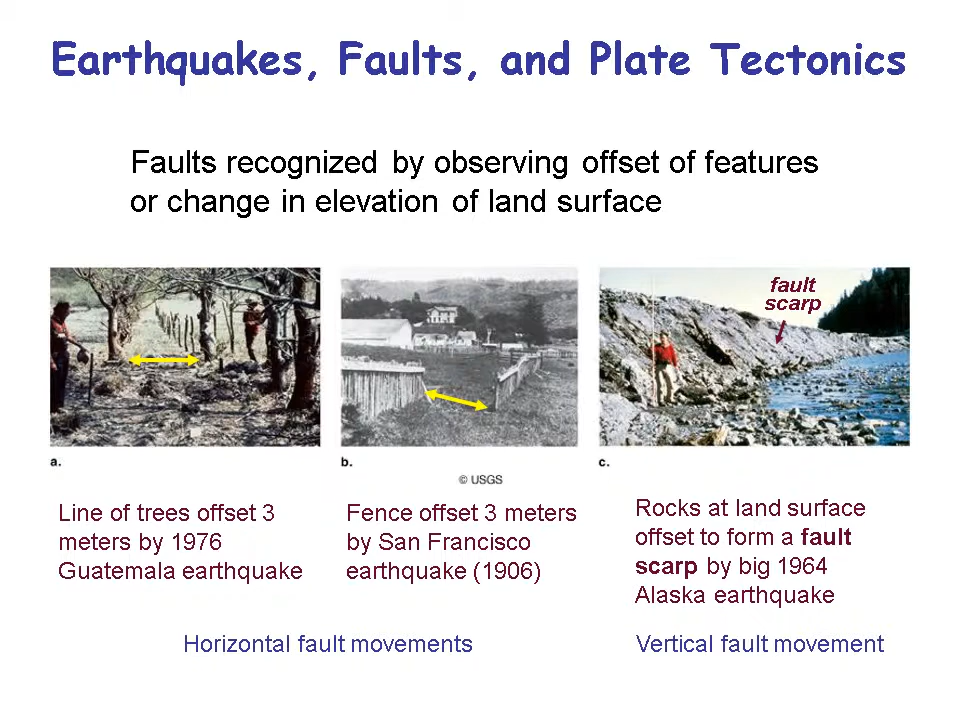 Earthquakes, Faults, and Plate Tectonics
Faults recognized by observing offset of features
or change in elevation of land surface
fault
scarp
a.
b.
c.
© USGS
Line of trees offset 3
meters by 1976
Guatemala earthquake
Fence offset 3 meters
by San Francisco
earthquake (1906)
Rocks at land surface
offset to form a fault
scarp by big 1964
Alaska earthquake
Horizontal fault movements
Vertical fault movement